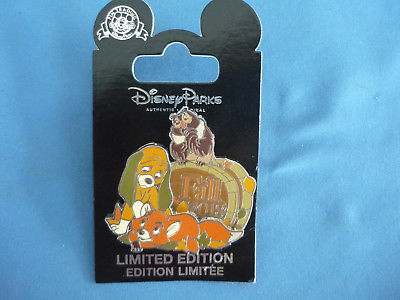 Disney Parks
AUTHENTIC ORIGINAL
Fall
LIMITED EDITION
EDITION LIMITÉE